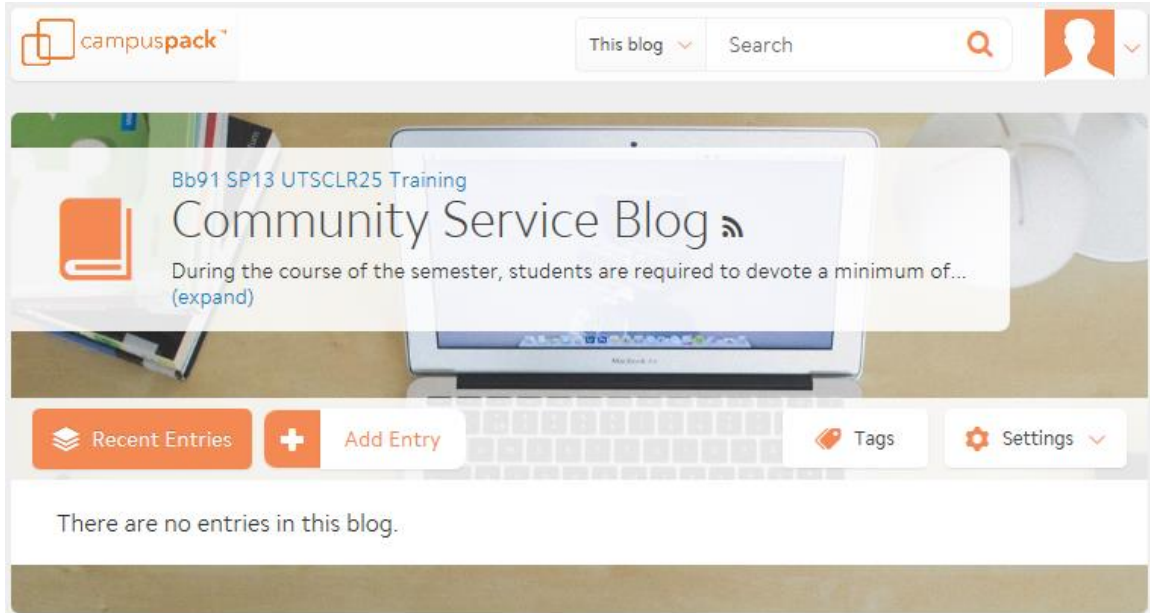 campuspack™
This blog
Search
Bb91 SP13 UTSCLR25 Training
Community Service Blog
During the course of the semester, students are required to devote a minimum of...
(expand)
MacBook Air
Recent Entries
Add Entry
Tags
Settings
There are no entries in this blog.